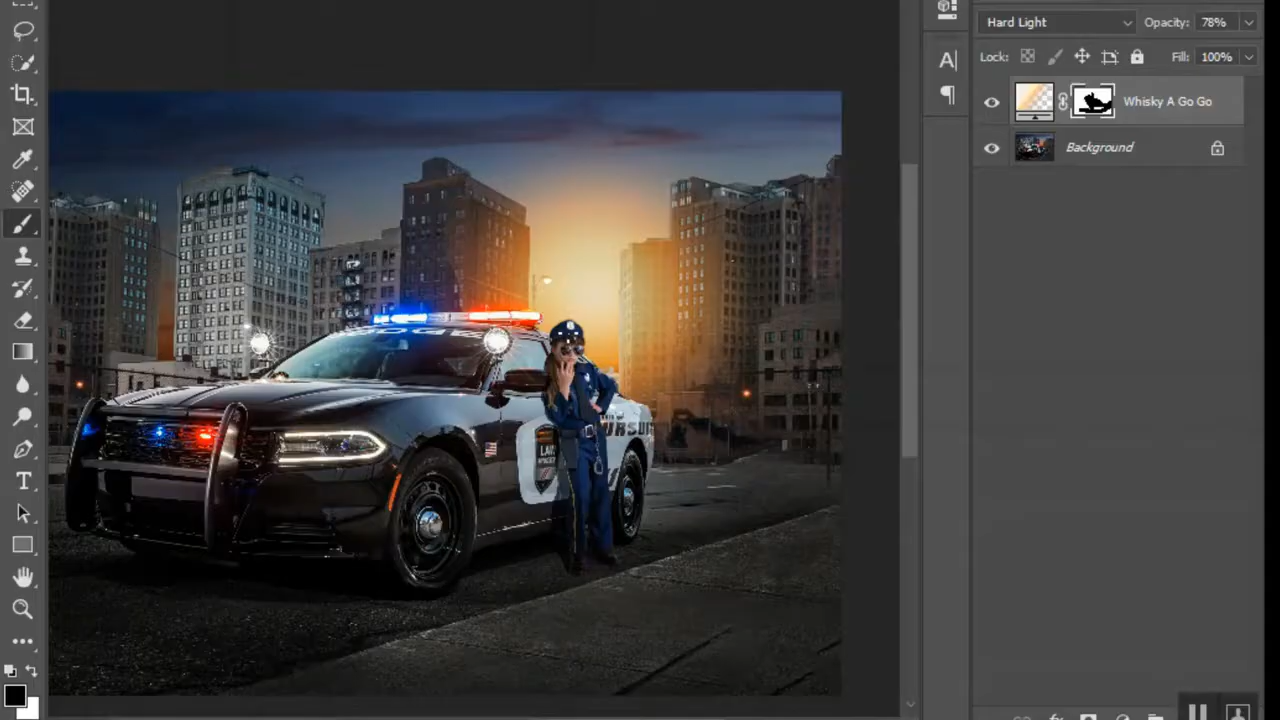 Hard Light
Opacity: 78%
Lock:
Fill: 100%
Whisky A Go Go
Background